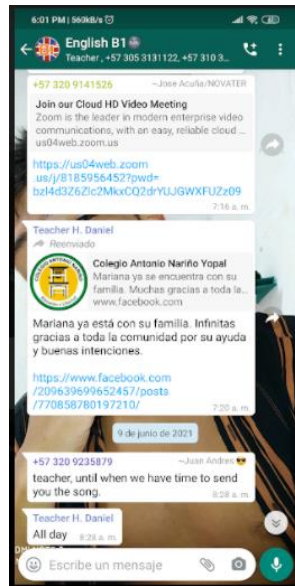 6:01 PM | 560kB/s
English B1
Teacher, +57 305 3131122, +57 310 3...
+57 320 9141526 ~Jose Acuña/NOVATER
Join our Cloud HD Video Meeting
Zoom is the leader in modern enterprise video
communications, with an easy, reliable cloud ...
us04web.zoom.us
https://us04web.zoom
.us/j/81859564527?pwd=
bzl4d3Z6Zlc2MkxCQ2drYUJGWXFUZz09
7:16 a. m.
Teacher H. Daniel
Reenviado
COLEGIO ANTONIO NARIÑO
Colegio Antonio Nariño Yopal
Mariana ya se encuentra con su
familia. Muchas gracias a toda la...
www.facebook.com
Mariana ya está con su familia. Infinitas
gracias a toda la comunidad por su ayuda
y buenas intenciones.
https://www.facebook.com
/209639699652457/posts
/770858780197210/
7:20 a. m.
9 de junio de 2021
+57 320 9235879 ~Juan Andres
teacher, until when we have time to send
you the song.
8:28 a. m.
Teacher H. Daniel
All day 8:28 a. m.
Escribe un mensaje